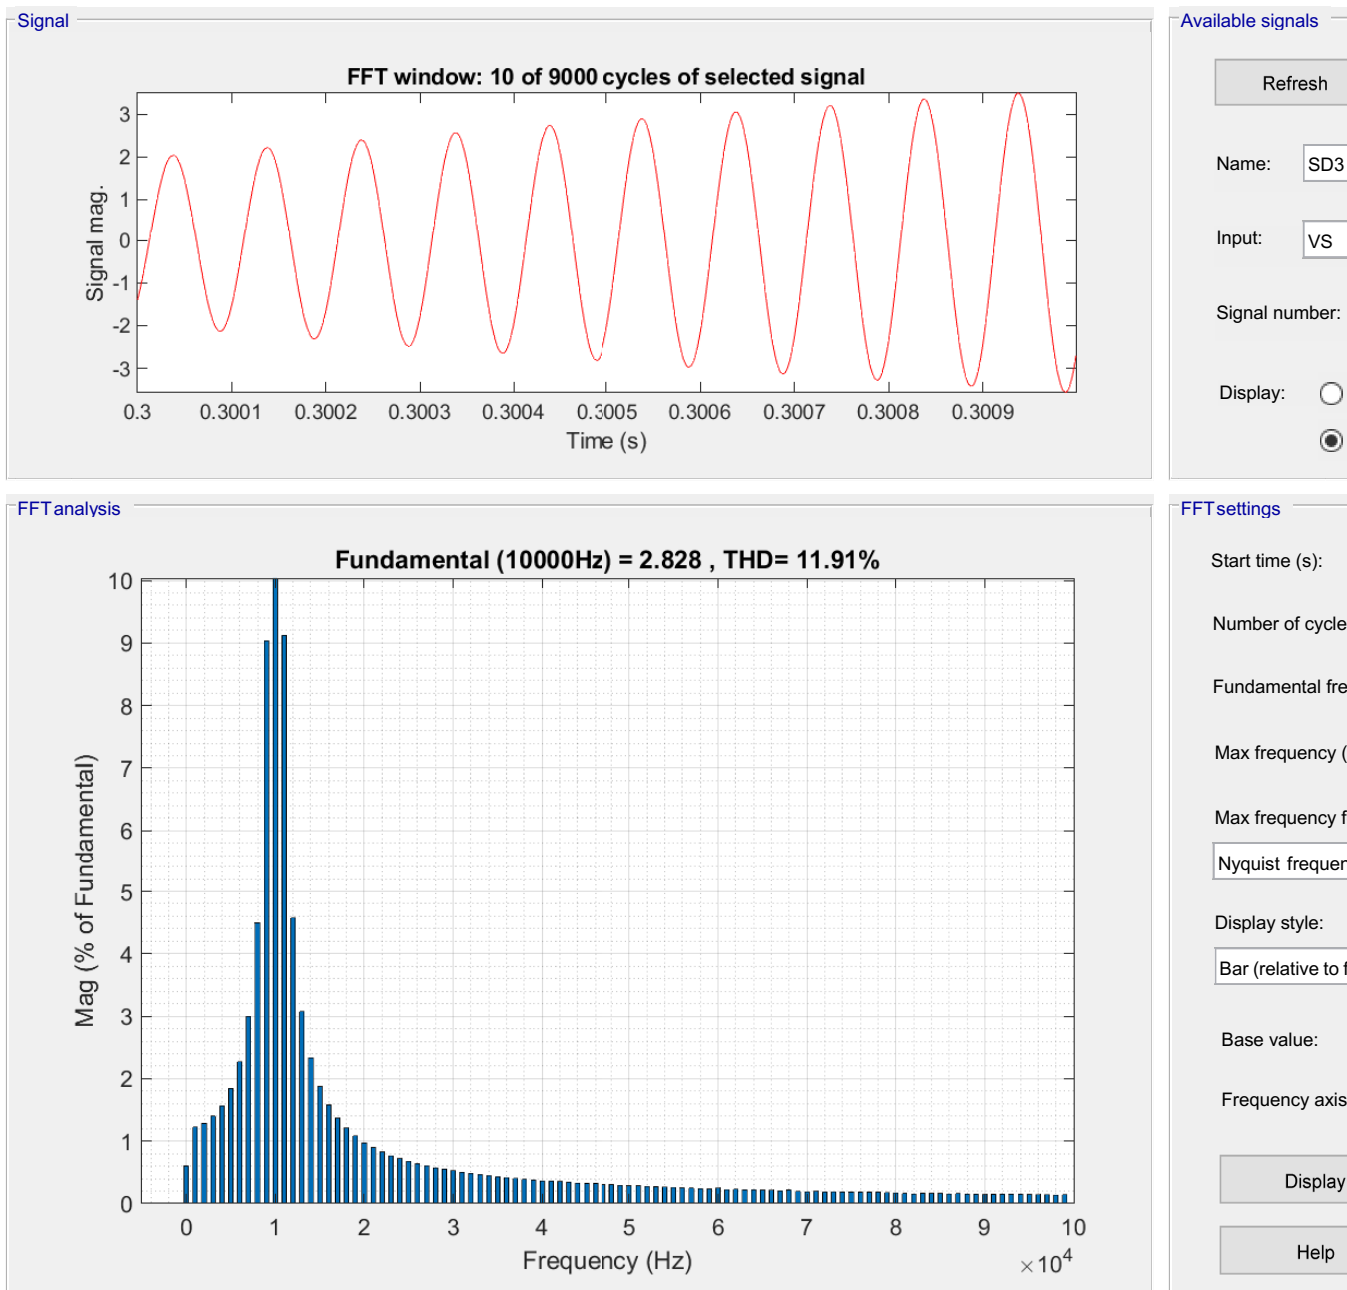 Signal
FFT window: 10 of 9000 cycles of selected signal
3
2
1
0
-1
-2
-3
Signal mag.
0.3 0.3001 0.3002 0.3003 0.3004 0.3005 0.3006 0.3007 0.3008 0.3009
Time (s)
Available signals
Refresh
Name: SD3
Input: VS
Signal number:
Display:
FFT analysis
Fundamental (10000Hz) = 2.828 , THD= 11.91%
10
9
8
7
6
5
4
3
2
1
0
Mag (% of Fundamental)
0 1 2 3 4 5 6 7 8 9 10
Frequency (Hz)
×10^4
FFT settings
Start time (s):
Number of cycle
Fundamental fre
Max frequency (
Max frequency f
Nyquist frequen
Display style:
Bar (relative to f
Base value:
Frequency axis
Display
Help